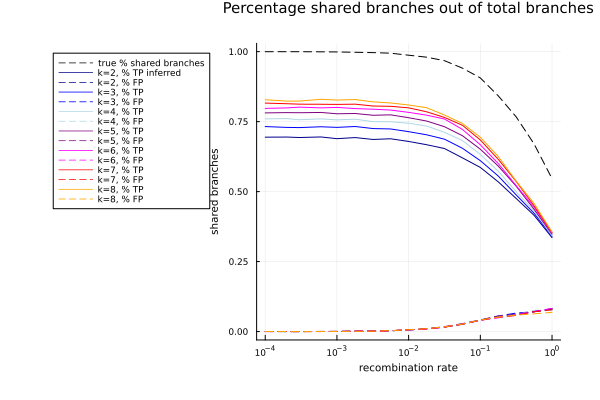 Percentage shared branches out of total branches
true % shared branches
k=2, % TP inferred
k=2, % FP
k=3, % TP
k=3, % FP
k=4, % TP
k=4, % FP
k=5, % TP
k=5, % FP
k=6, % TP
k=6, % FP
k=7, % TP
k=7, % FP
k=8, % TP
k=8, % FP
shared branches
1.00
0.75
0.50
0.25
0.00
10⁻⁴ 10⁻³ 10⁻² 10⁻¹ 10⁰
recombination rate